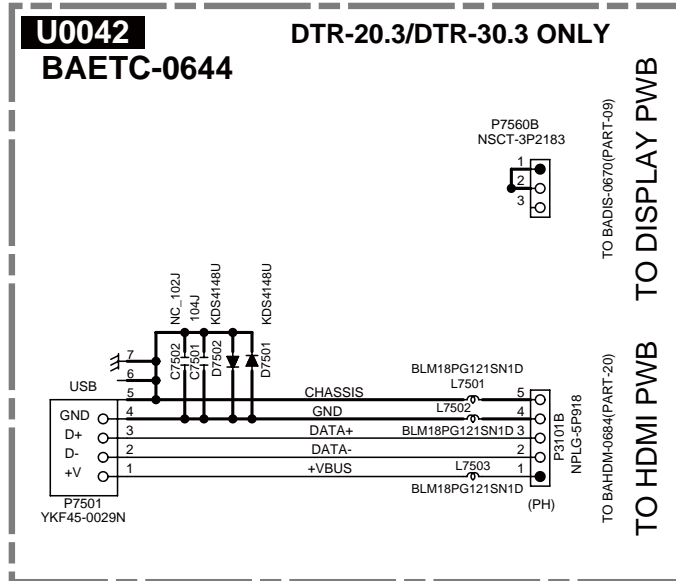 U0042
DTR-20.3/DTR-30.3 ONLY
BAETC-0644
P7560B
NSCT-3P2183
1
2
3
TO BADIS-0670(PART-09)
TO DISPLAY PWB
NC_102J
104J
KDS4148U
KDS4148U
C7502
C7501
D7502
D7501
7
6
5
USB
GND
4
D+
3
D-
2
+V
1
P7501
YKF45-0029N
CHASSIS
GND
DATA+
DATA-
+VBUS
BLM18PG121SN1D
L7501
L7502
BLM18PG121SN1D
L7503
BLM18PG121SN1D
5
4
3
2
1
P3101B
NPLG-5P918
(PH)
TO BAHDM-0684(PART-20)
TO HDMI PWB